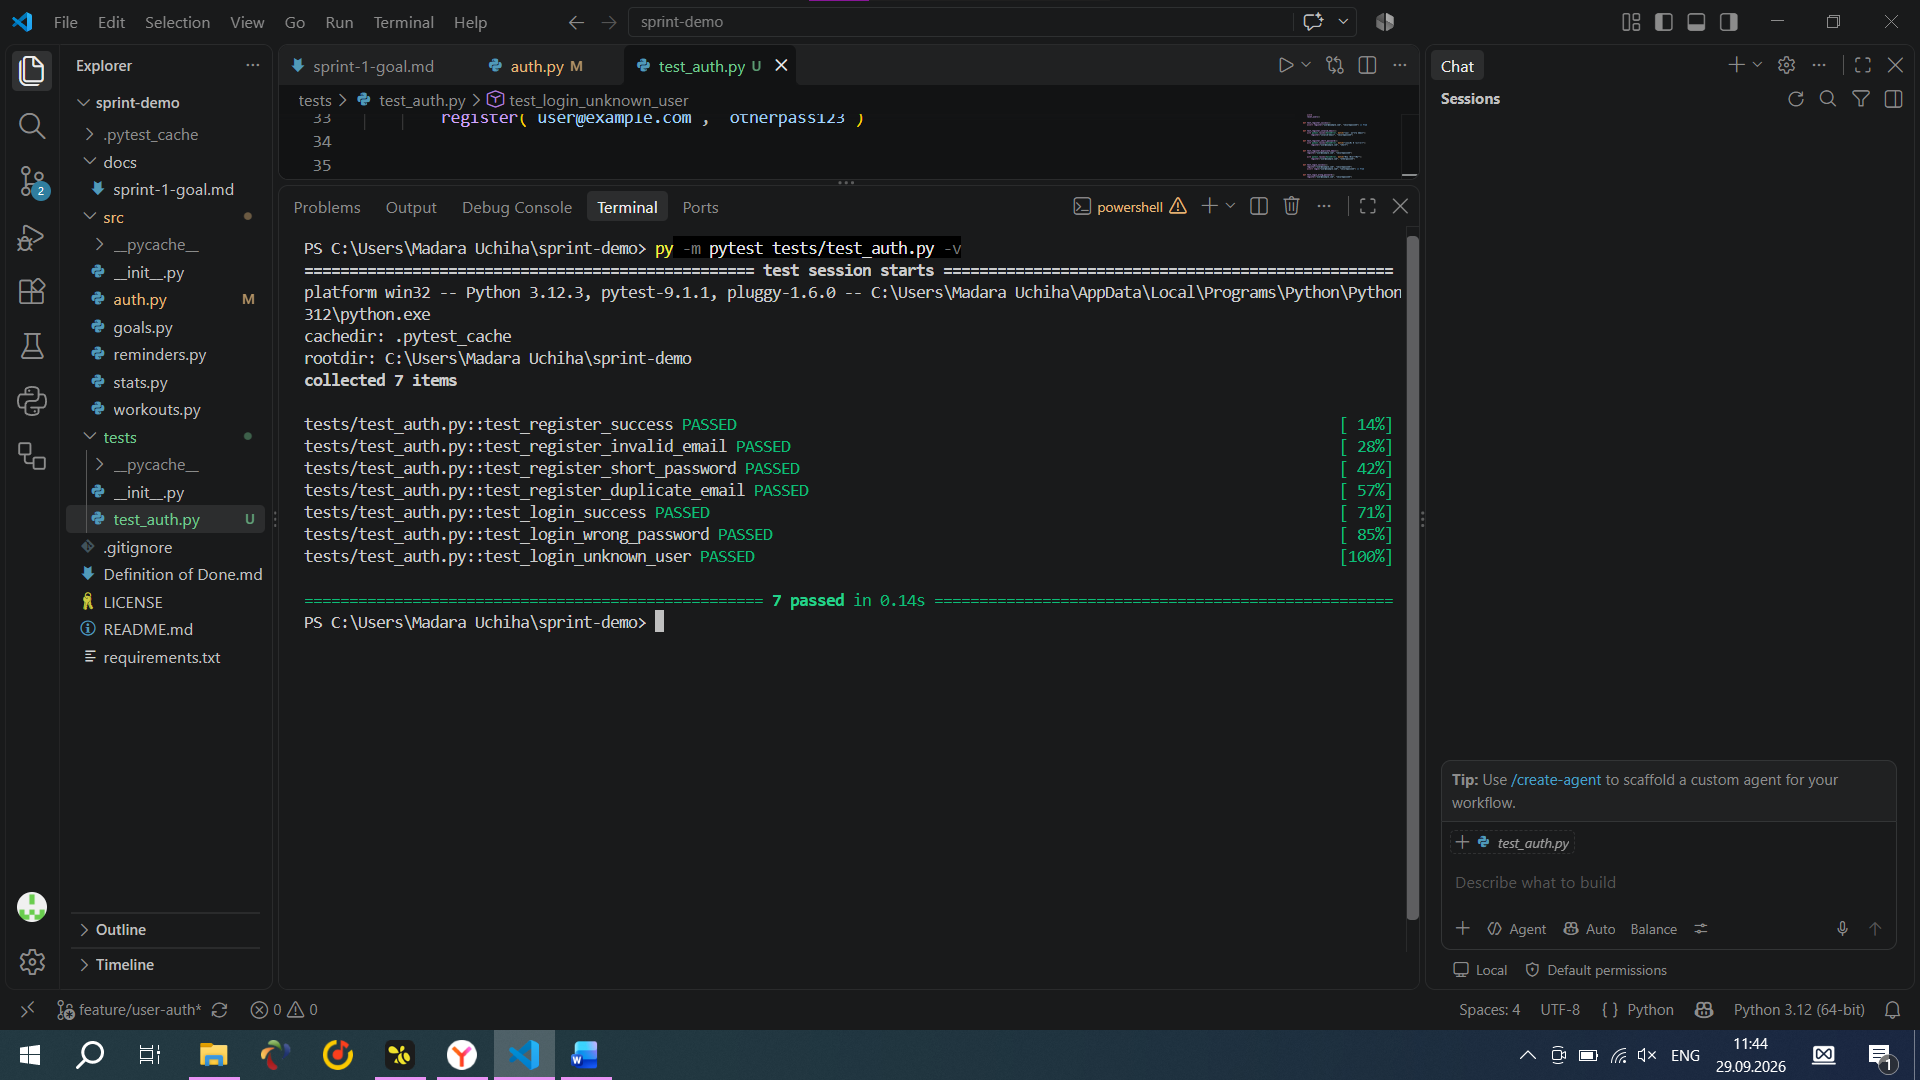 File Edit Selection View Go Run Terminal Help
sprint-demo
Explorer
sprint-demo
.pytest_cache
docs
sprint-1-goal.md
src
__pycache__
__init__.py
auth.py M
goals.py
reminders.py
stats.py
workouts.py
tests
__pycache__
__init__.py
test_auth.py U
.gitignore
Definition of Done.md
LICENSE
README.md
requirements.txt
Outline
Timeline
2
sprint-1-goal.md auth.py M test_auth.py U
tests > test_auth.py > test_login_unknown_user
33 register("user@example.com", "otherpass123")
34
35
Problems Output Debug Console Terminal Ports
powershell
PS C:\Users\Madara Uchiha\sprint-demo> py -m pytest tests/test_auth.py -v
================================================== test session starts ==================================================
platform win32 -- Python 3.12.3, pytest-9.1.1, pluggy-1.6.0 -- C:\Users\Madara Uchiha\AppData\Local\Programs\Python\Python
312\python.exe
cachedir: .pytest_cache
rootdir: C:\Users\Madara Uchiha\sprint-demo
collected 7 items
tests/test_auth.py::test_register_success PASSED [ 14%]
tests/test_auth.py::test_register_invalid_email PASSED [ 28%]
tests/test_auth.py::test_register_short_password PASSED [ 42%]
tests/test_auth.py::test_register_duplicate_email PASSED [ 57%]
tests/test_auth.py::test_login_success PASSED [ 71%]
tests/test_auth.py::test_login_wrong_password PASSED [ 85%]
tests/test_auth.py::test_login_unknown_user PASSED [100%]
=================================================== 7 passed in 0.14s ===================================================
PS C:\Users\Madara Uchiha\sprint-demo>
Chat
Sessions
Tip: Use /create-agent to scaffold a custom agent for your
workflow.
test_auth.py
Describe what to build
Agent Auto Balance
Local Default permissions
feature/user-auth* 0 0
Spaces: 4 UTF-8 { } Python Python 3.12 (64-bit)
ENG
11:44
29.09.2026
1